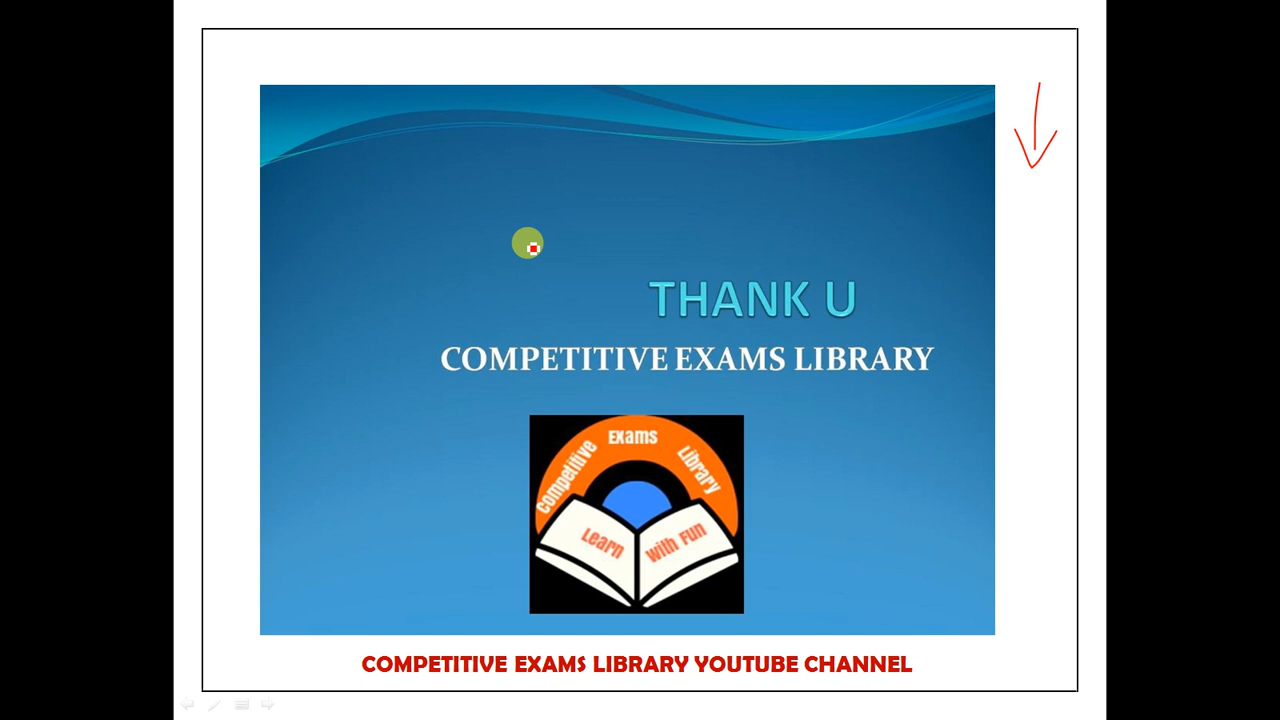 THANK U
COMPETITIVE EXAMS LIBRARY
Competitive Exams Library
Learn with Fun
COMPETITIVE EXAMS LIBRARY YOUTUBE CHANNEL